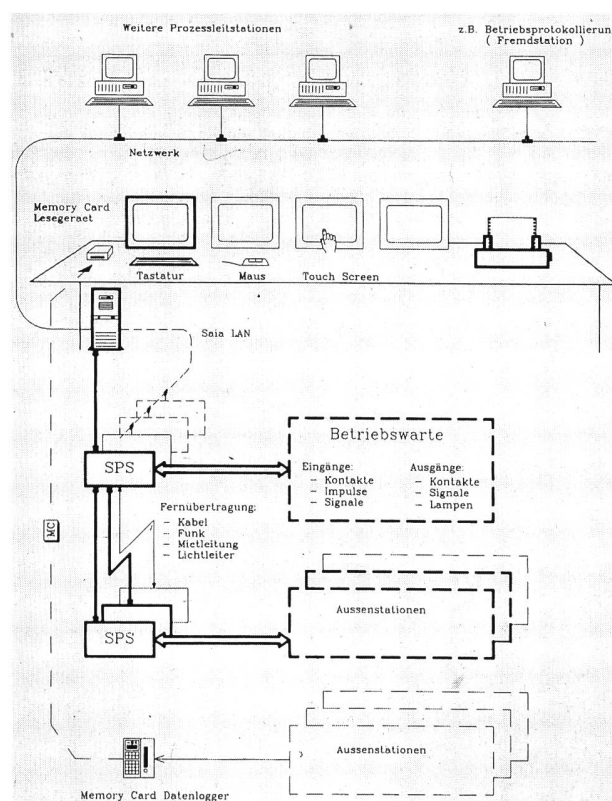 Weitere Prozessleitstationen
z.B. Betriebsprotokollierun
( Fremdstation )
Netzwerk
Memory Card
Lesegeraet
Tastatur
Maus
Touch Screen
Saia LAN
Betriebswarte
SPS
Eingänge:
– Kontakte
– Impulse
– Signale
Ausgänge:
– Kontakte
– Signale
– Lampen
Fernübertragung:
– Kabel
– Funk
– Mietleitung
– Lichtleiter
MC
Aussenstationen
SPS
Aussenstationen
Memory Card Datenlogger